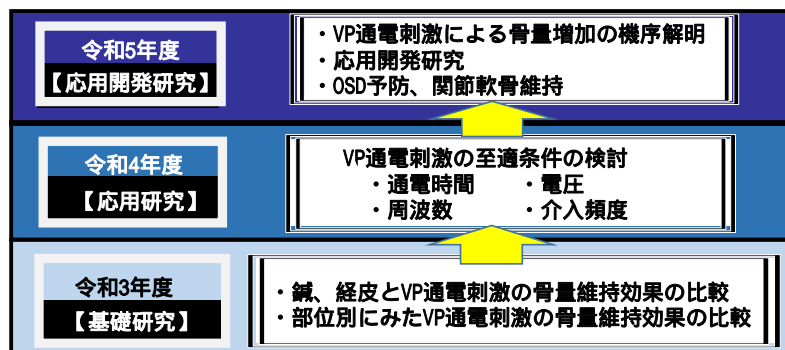 令和5年度
【応用開発研究】
・VP通電刺激による骨量増加の機序解明
・応用開発研究
・OSD予防、関節軟骨維持
令和4年度
【応用研究】
VP通電刺激の至適条件の検討
・通電時間 ・電圧
・周波数 ・介入頻度
令和3年度
【基礎研究】
・鍼、経皮とVP通電刺激の骨量維持効果の比較
・部位別にみたVP通電刺激の骨量維持効果の比較